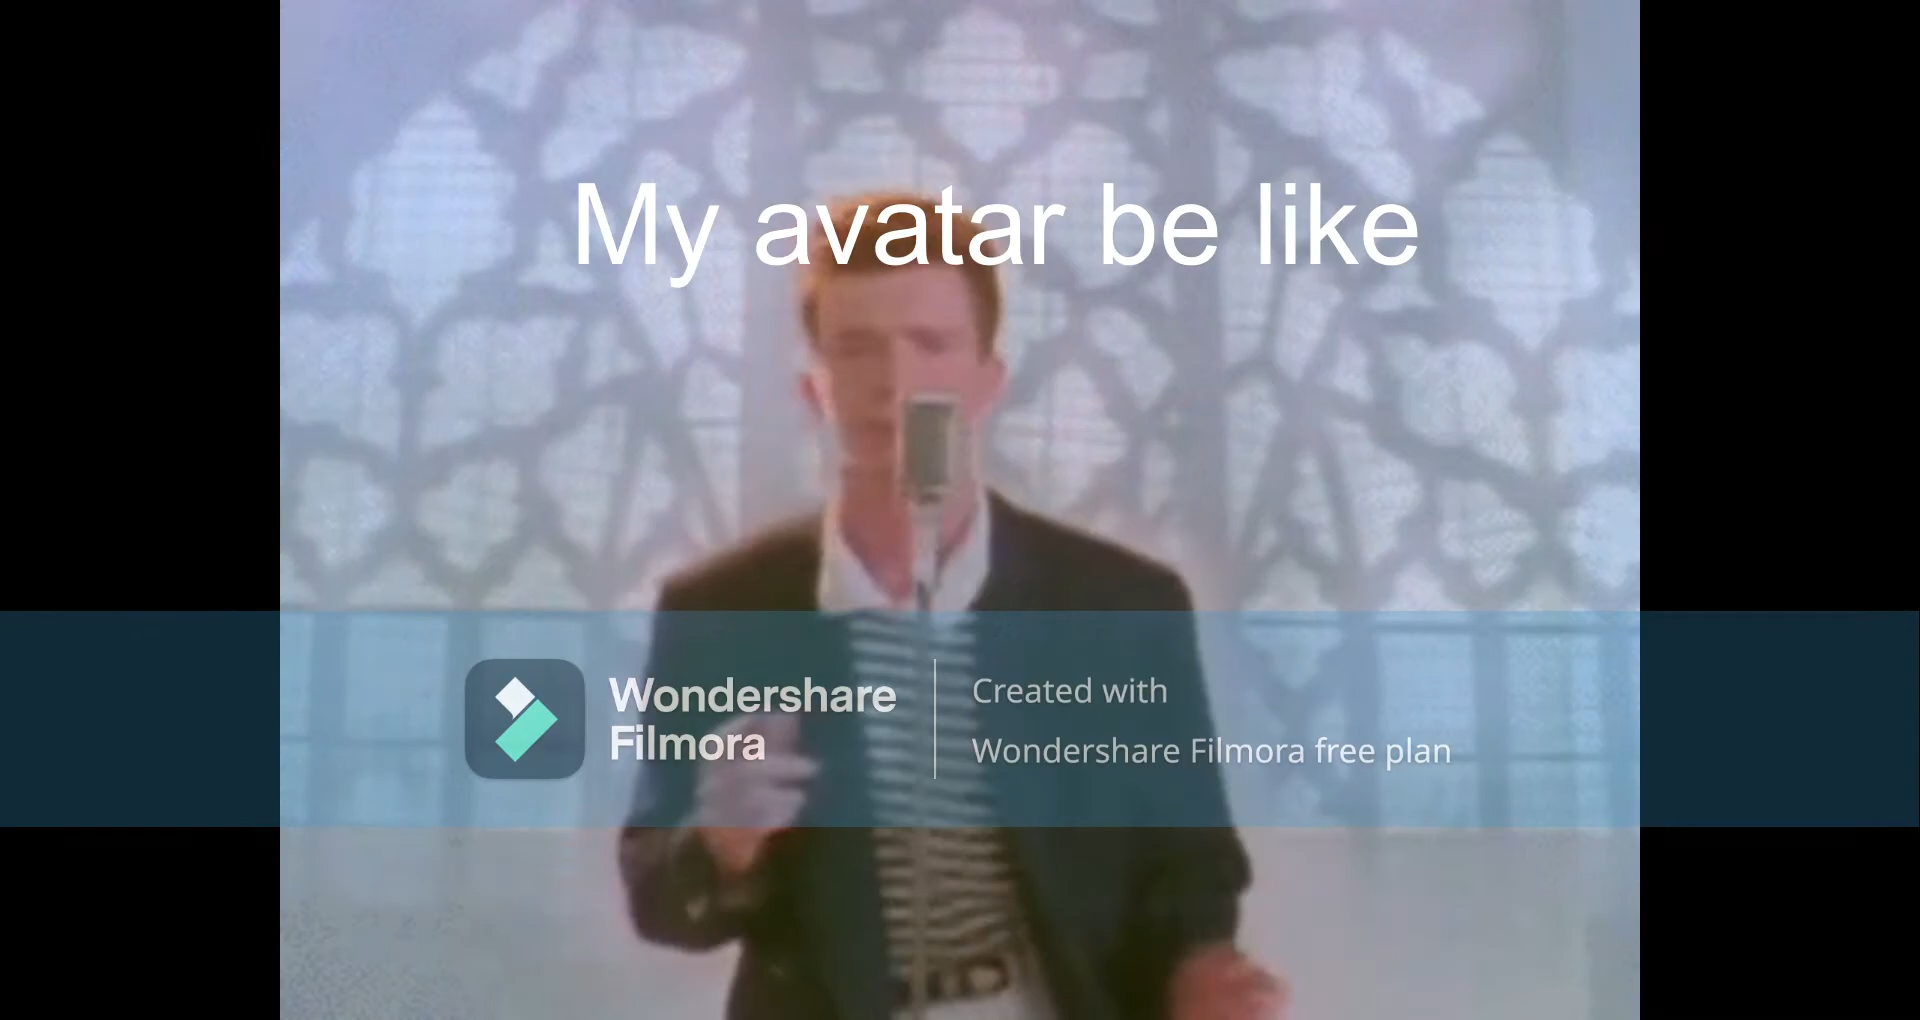 My avatar be like
Wondershare
Filmora
Created with
Wondershare Filmora free plan